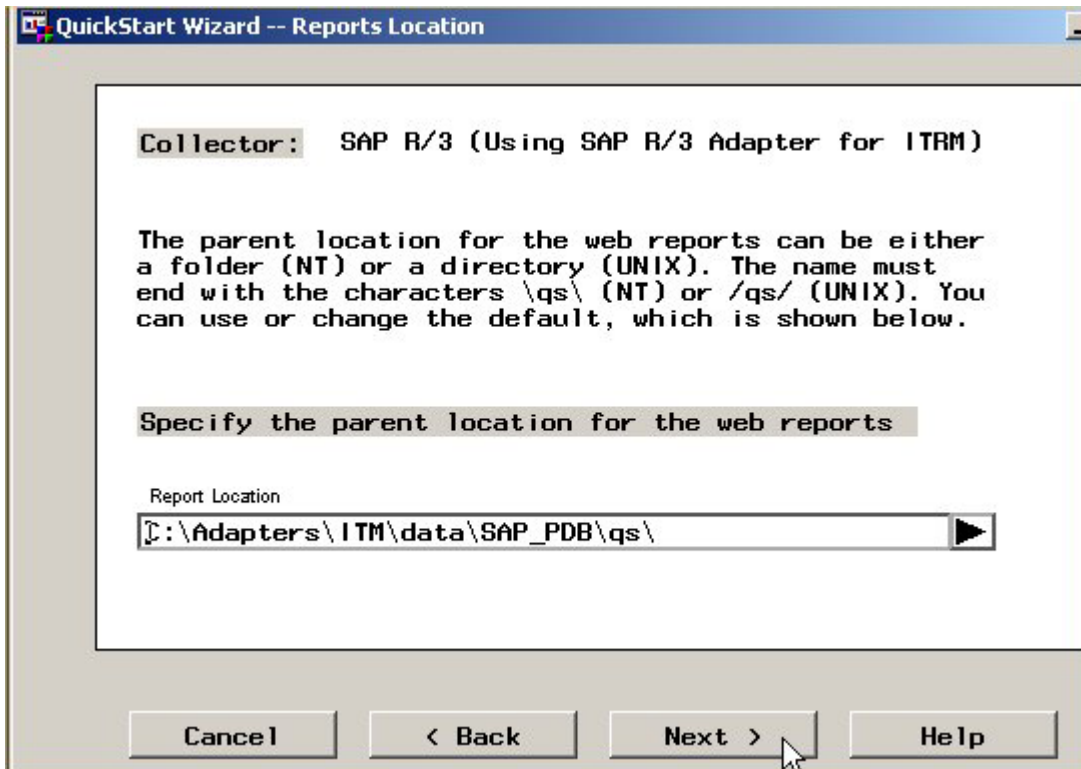 QuickStart Wizard -- Reports Location
Collector: SAP R/3 (Using SAP R/3 Adapter for ITRM)
The parent location for the web reports can be either
a folder (NT) or a directory (UNIX). The name must
end with the characters \qs\ (NT) or /qs/ (UNIX). You
can use or change the default, which is shown below.
Specify the parent location for the web reports
Report Location
C:\Adapters\ITM\data\SAP_PDB\qs\
Cancel < Back Next > Help